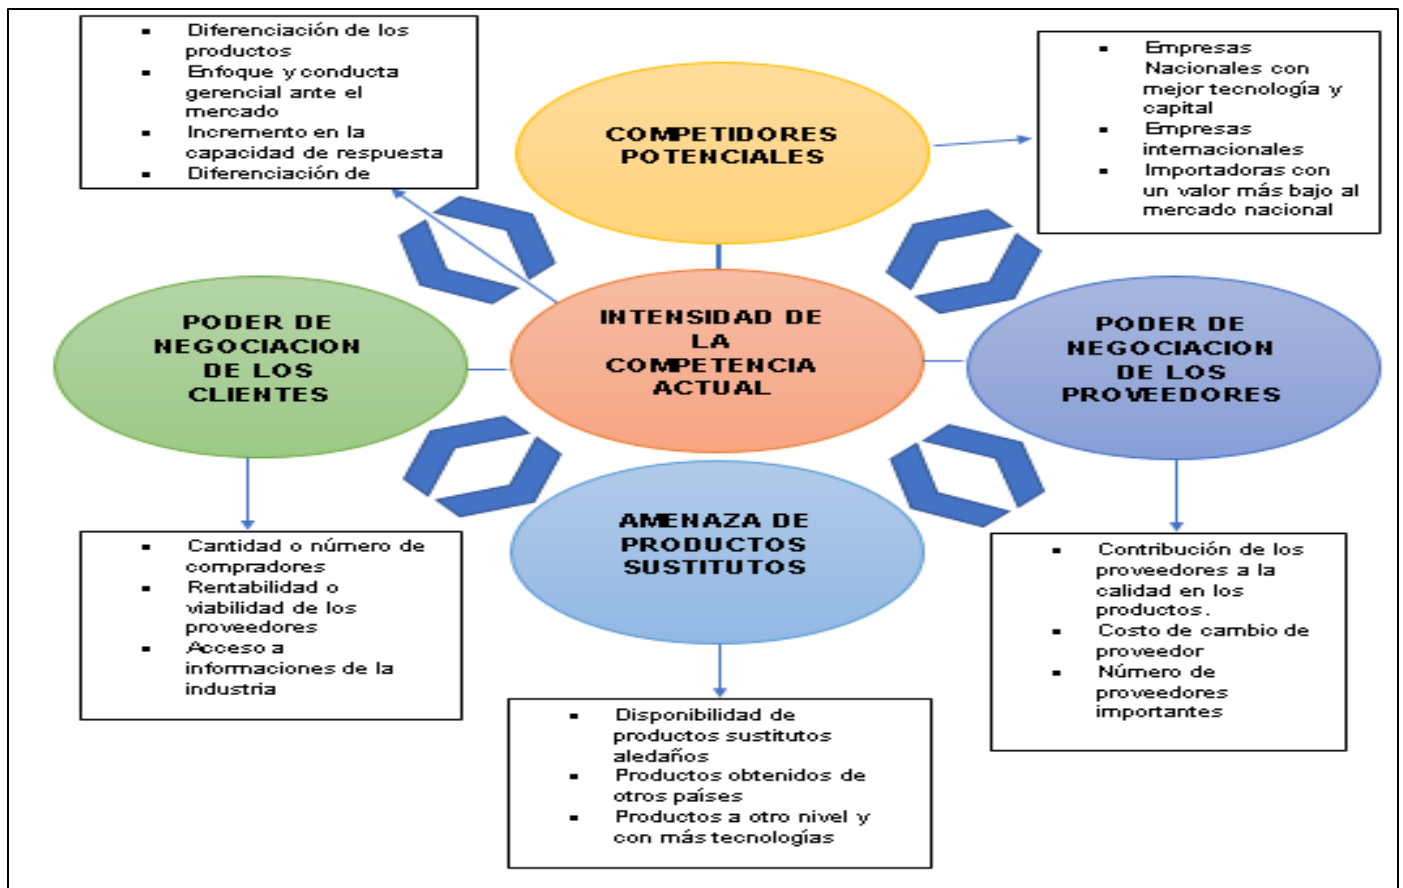 ▪ Diferenciación de los
productos
▪ Enfoque y conducta
gerencial ante el
mercado
▪ Incremento en la
capacidad de respuesta
▪ Diferenciación de
COMPETIDORES
POTENCIALES
▪ Empresas
Nacionales con
mejor tecnología y
capital
▪ Empresas
internacionales
▪ Importadoras con
un valor más bajo al
mercado nacional
PODER DE
NEGOCIACION
DE LOS
CLIENTES
INTENSIDAD DE
LA
COMPETENCIA
ACTUAL
PODER DE
NEGOCIACION
DE LOS
PROVEEDORES
▪ Cantidad o número de
compradores
▪ Rentabilidad o
viabilidad de los
proveedores
▪ Acceso a
informaciones de la
industria
AMENAZA DE
PRODUCTOS
SUSTITUTOS
▪ Contribución de los
proveedores a la
calidad en los
productos.
▪ Costo de cambio de
proveedor
▪ Número de
proveedores
importantes
▪ Disponibilidad de
productos sustitutos
aledaños
▪ Productos obtenidos de
otros países
▪ Productos a otro nivel y
con más tecnologías